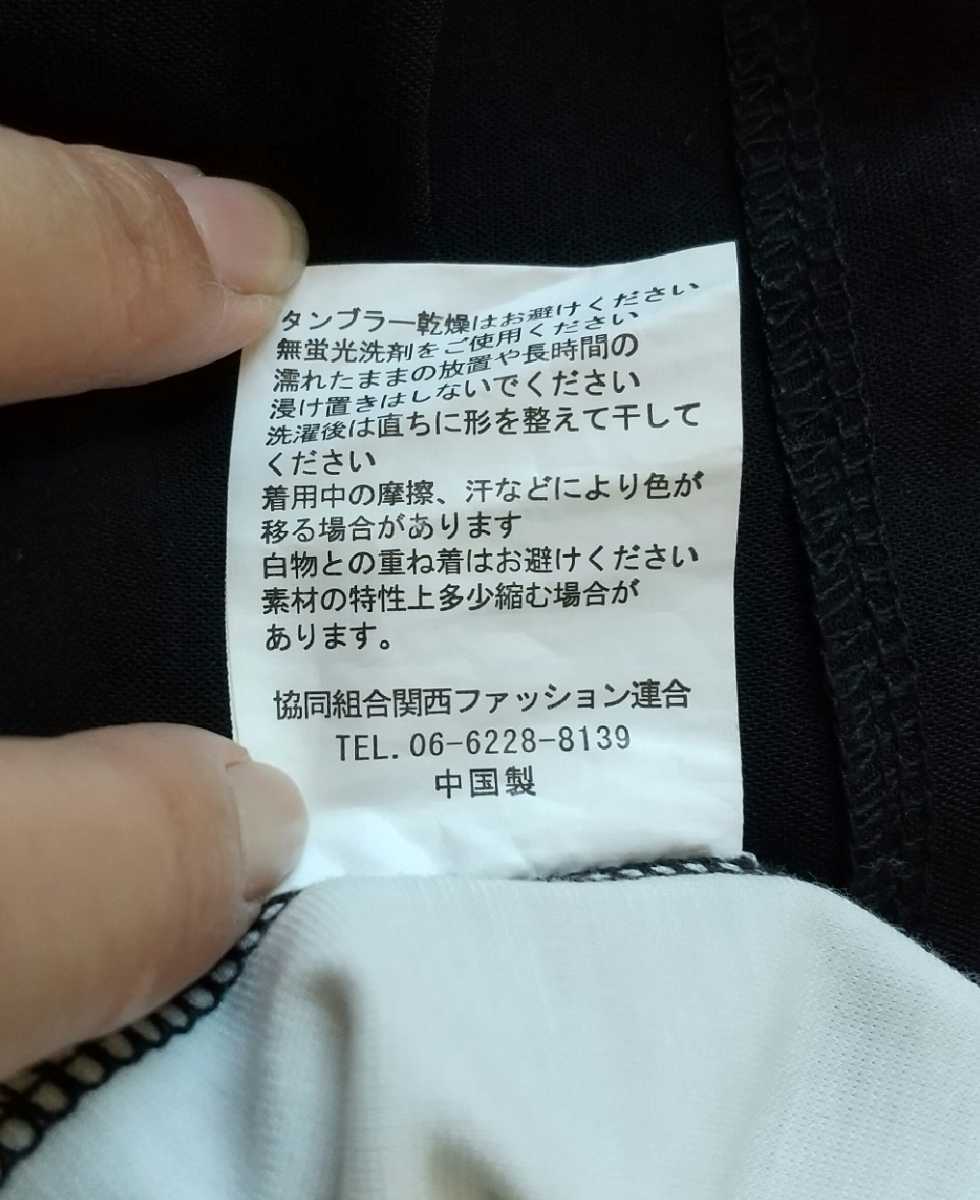 タンブラー乾燥はお避けください
無蛍光洗剤をご使用ください
濡れたままの放置や長時間の
浸け置きはしないでください
洗濯後は直ちに形を整えて干して
ください
着用中の摩擦、汗などにより色が
移る場合があります
白物との重ね着はお避けください
素材の特性上多少縮む場合が
あります。
協同組合関西ファッション連合
TEL. 06-6228-8139
中国製